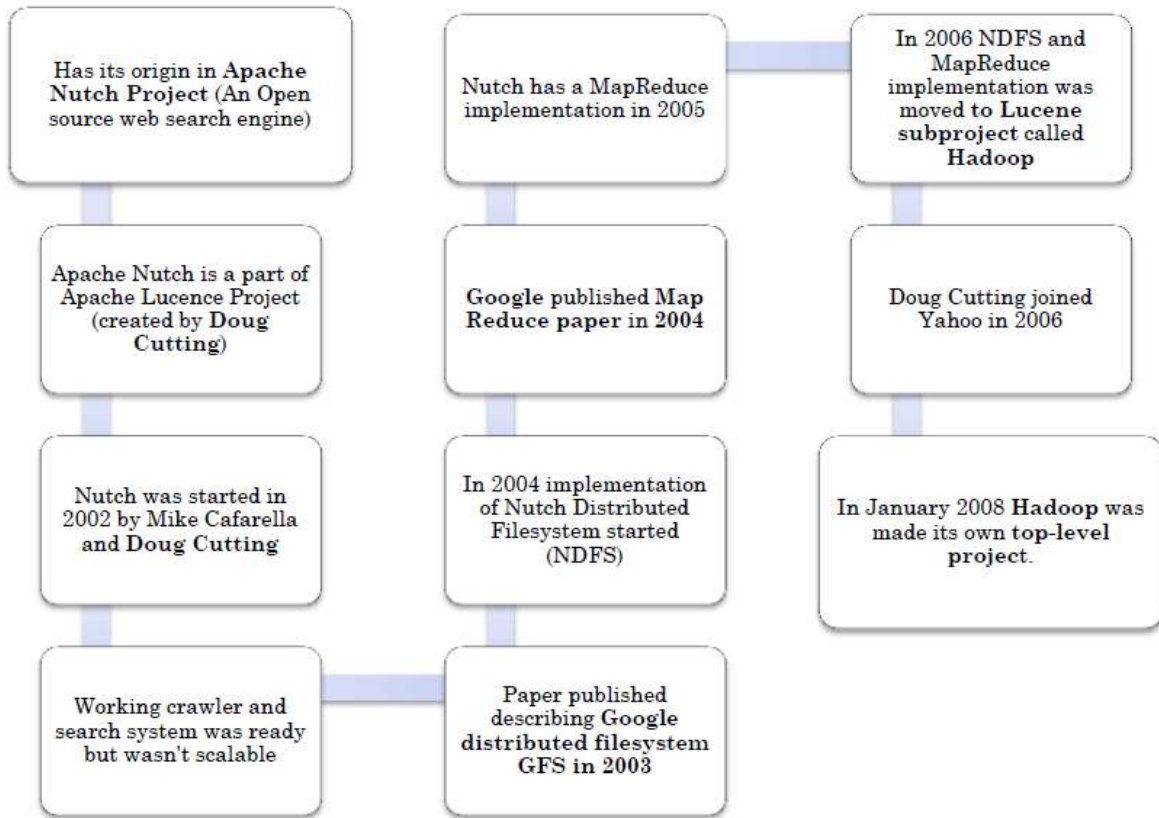 Has its origin in Apache
Nutch Project (An Open
source web search engine)
Apache Nutch is a part of
Apache Lucence Project
(created by Doug
Cutting)
Nutch was started in
2002 by Mike Cafarella
and Doug Cutting
Working crawler and
search system was ready
but wasn't scalable
Paper published
describing Google
distributed filesystem
GFS in 2003
In 2004 implementation
of Nutch Distributed
Filesystem started
(NDFS)
Google published Map
Reduce paper in 2004
Nutch has a MapReduce
implementation in 2005
In 2006 NDFS and
MapReduce
implementation was
moved to Lucene
subproject called
Hadoop
Doug Cutting joined
Yahoo in 2006
In January 2008 Hadoop was
made its own top-level
project.